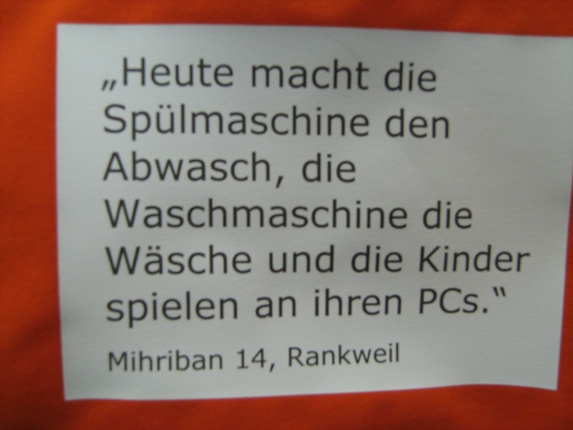 „Heute macht die
Spülmaschine den
Abwasch, die
Waschmaschine die
Wäsche und die Kinder
spielen an ihren PCs.“
Mihriban 14, Rankweil